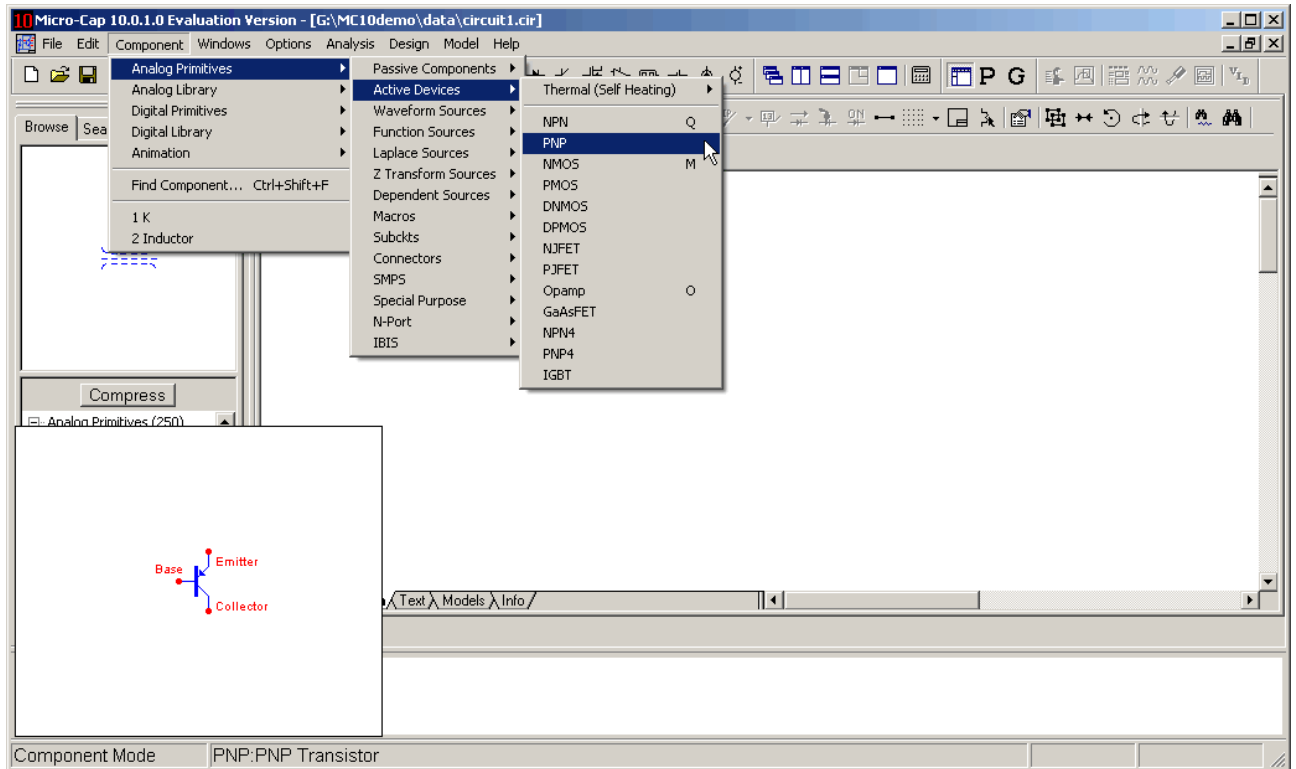 10 Micro-Cap 10.0.1.0 Evaluation Version - [G:\MC10demo\data\circuit1.cir]
File Edit Component Windows Options Analysis Design Model Help
P G
Browse Sea
Analog Primitives
Analog Library
Digital Primitives
Digital Library
Animation
Find Component... Ctrl+Shift+F
1 K
2 Inductor
Passive Components
Active Devices
Waveform Sources
Function Sources
Laplace Sources
Z Transform Sources
Dependent Sources
Macros
Subckts
Connectors
SMPS
Special Purpose
N-Port
IBIS
Thermal (Self Heating)
NPN Q
PNP
NMOS M
PMOS
DNMOS
DPMOS
NJFET
PJFET
Opamp O
GaAsFET
NPN4
PNP4
IGBT
Compress
Analog Primitives (250)
Base
Emitter
Collector
Text Models Info
Component Mode PNP:PNP Transistor